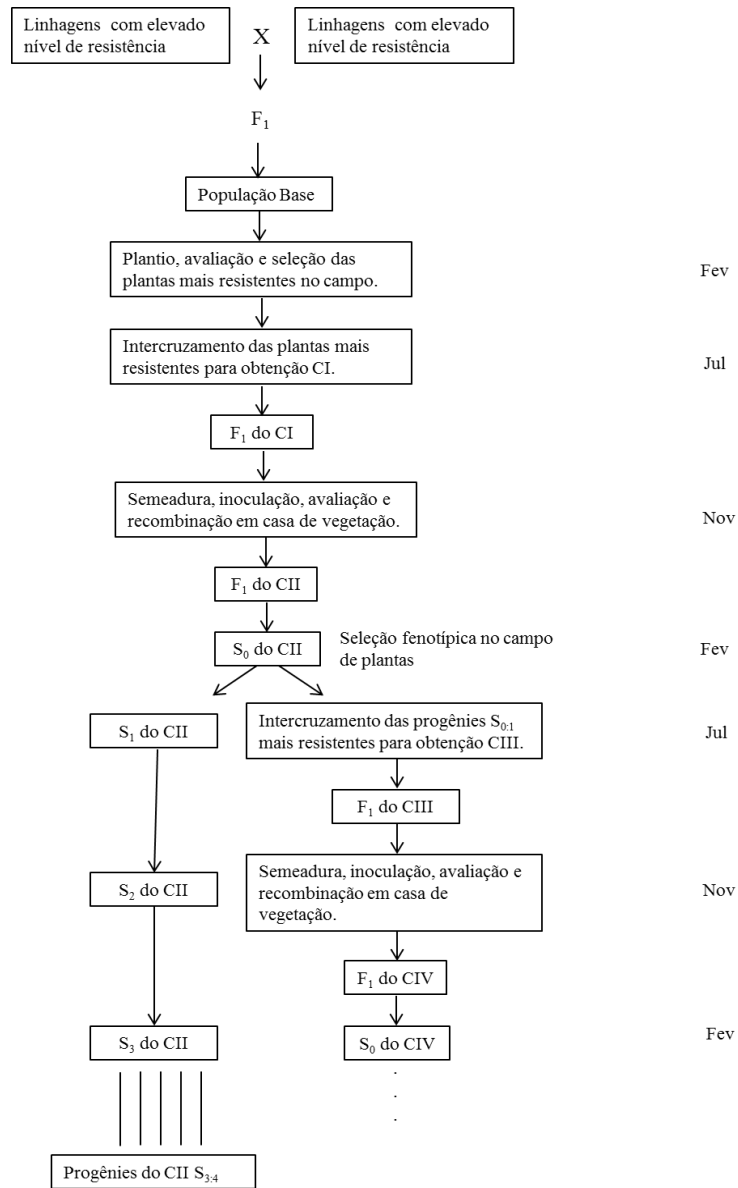 Linhagens com elevado
nível de resistência
X
Linhagens com elevado
nível de resistência
F₁
População Base
Plantio, avaliação e seleção das
plantas mais resistentes no campo.
Fev
Intercruzamento das plantas mais
resistentes para obtenção CI.
Jul
F₁ do CI
Semeadura, inoculação, avaliação e
recombinação em casa de vegetação.
Nov
F₁ do CII
S₀ do CII
Seleção fenotípica no campo
de plantas
Fev
S₁ do CII
Intercruzamento das progênies S₀:₁
mais resistentes para obtenção CIII.
Jul
F₁ do CIII
S₂ do CII
Semeadura, inoculação, avaliação e
recombinação em casa de
vegetação.
Nov
F₁ do CIV
S₃ do CII
S₀ do CIV
Fev
.
.
.
Progênies do CII S₃:₄